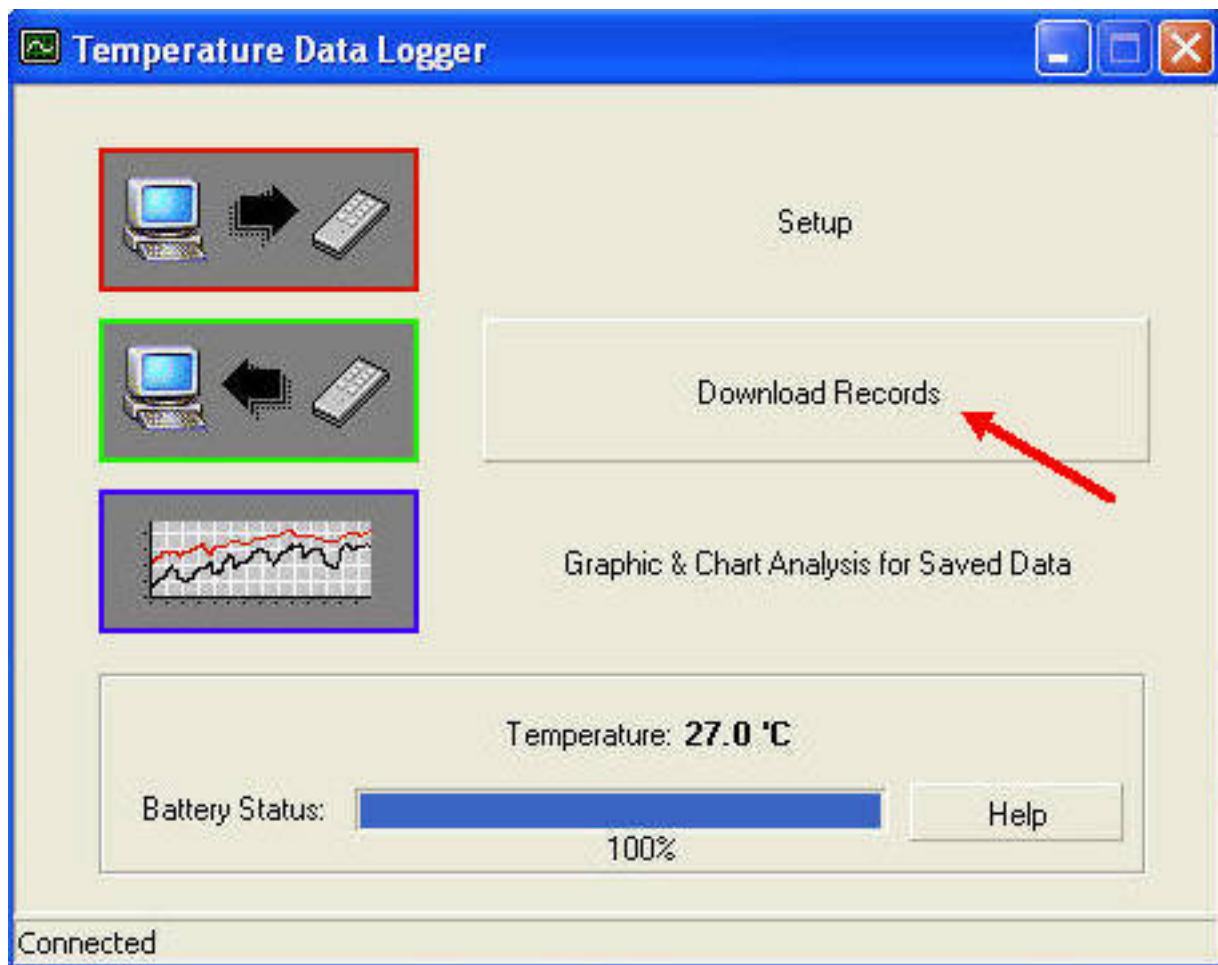 Temperature Data Logger
Setup
Download Records
Graphic & Chart Analysis for Saved Data
Temperature: 27.0 'C
Battery Status:
100%
Help
Connected